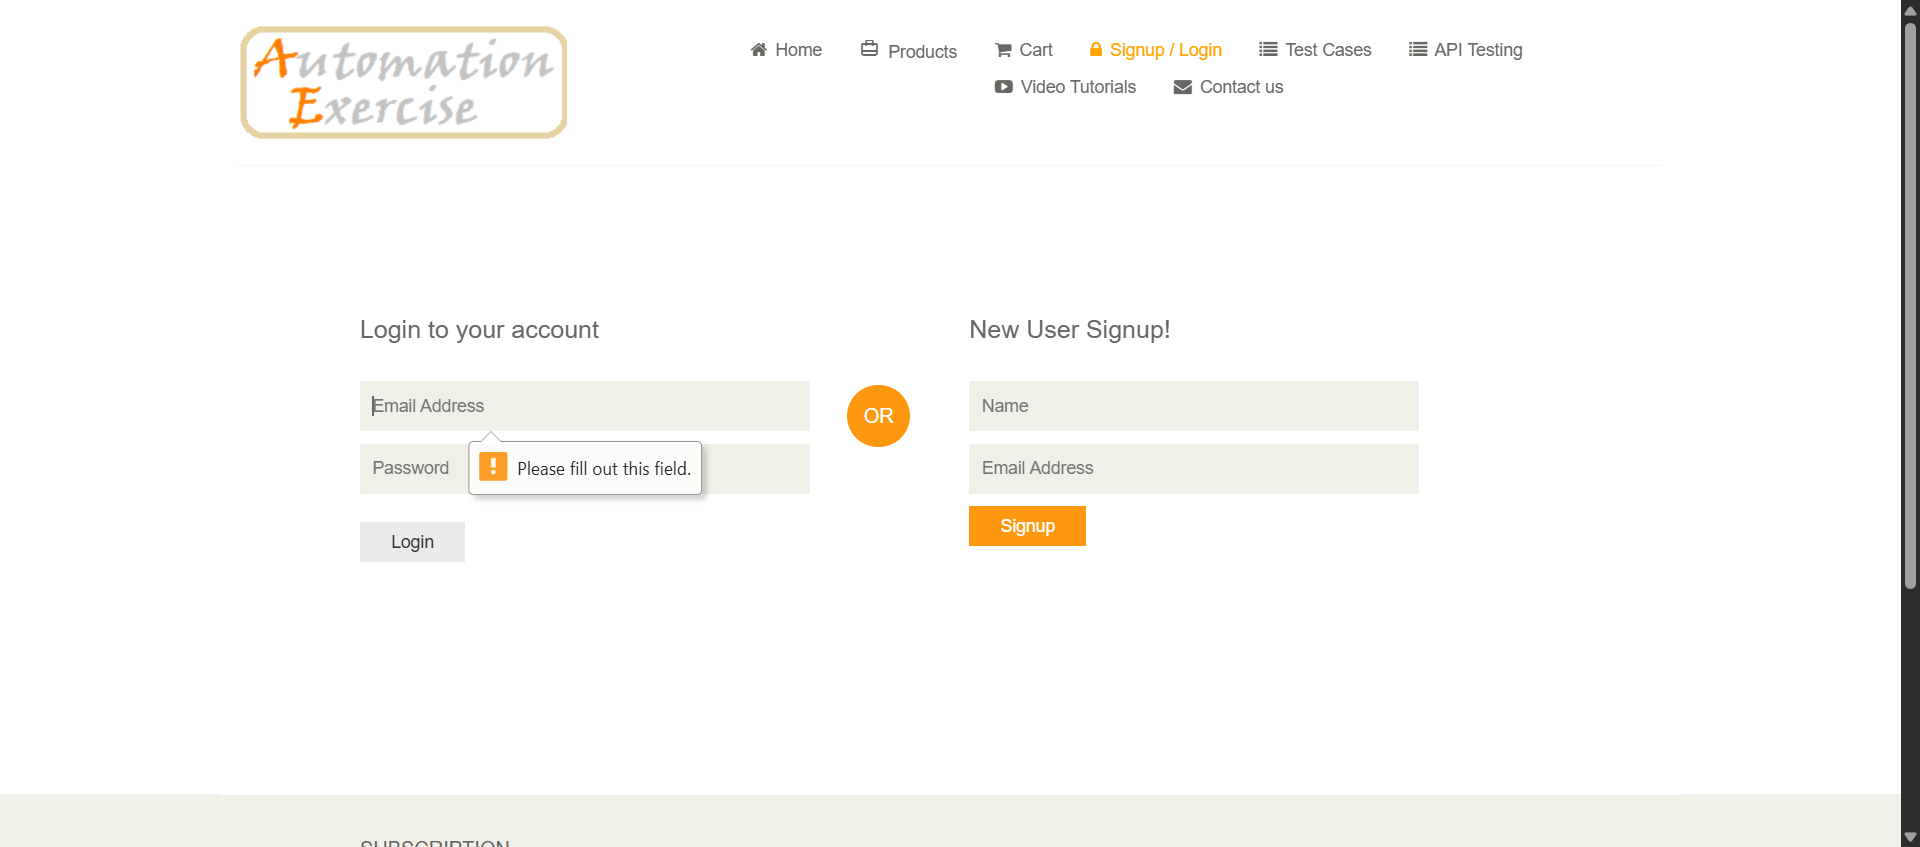 Automation
Exercise
Home
Products
Cart
Signup / Login
Test Cases
API Testing
Video Tutorials
Contact us
Login to your account
Email Address
Password
Please fill out this field.
Login
OR
New User Signup!
Name
Email Address
Signup
SUBSCRIPTION